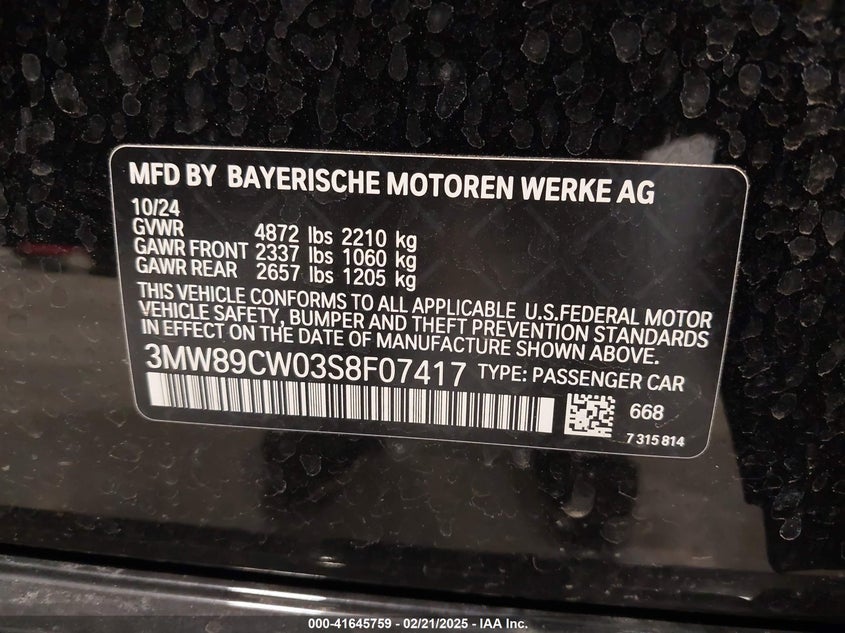 MFD BY BAYERISCHE MOTOREN WERKE AG
10/24
GVWR 4872 lbs 2210 kg
GAWR FRONT 2337 lbs 1060 kg
GAWR REAR 2657 lbs 1205 kg
THIS VEHICLE CONFORMS TO ALL APPLICABLE U.S.FEDERAL MOTOR
VEHICLE SAFETY, BUMPER AND THEFT PREVENTION STANDARDS
IN EFFECT ON THE DATE OF MANUFACTURE SHOWN ABOVE.
3MW89CW03S8F07417 TYPE: PASSENGER CAR
668
7 315 814
000-41645759 - 02/21/2025 - IAA Inc.